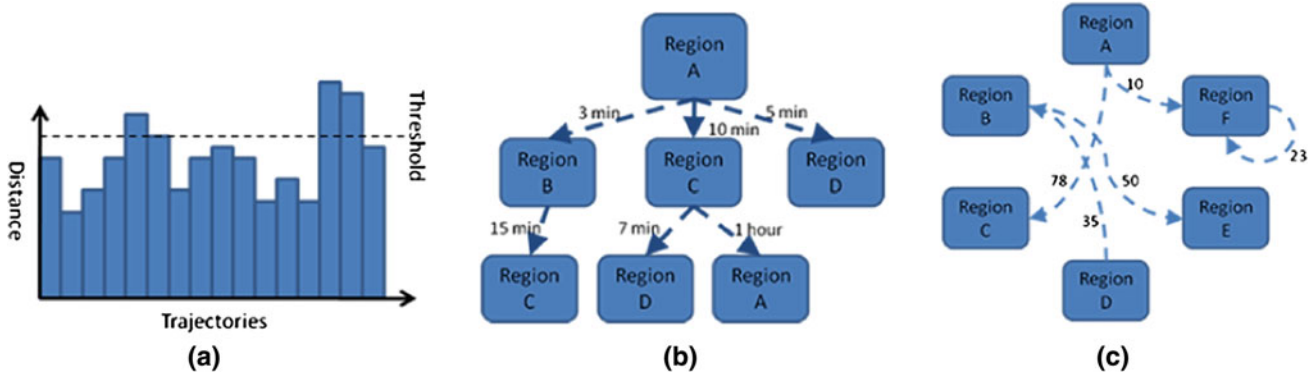 Distance
Threshold
Trajectories
(a)
Region
A
3 min
10 min
5 min
Region
B
Region
C
Region
D
15 min
7 min
1 hour
Region
C
Region
D
Region
A
(b)
Region
A
10
Region
B
Region
F
23
78
50
Region
C
35
Region
E
Region
D
(c)